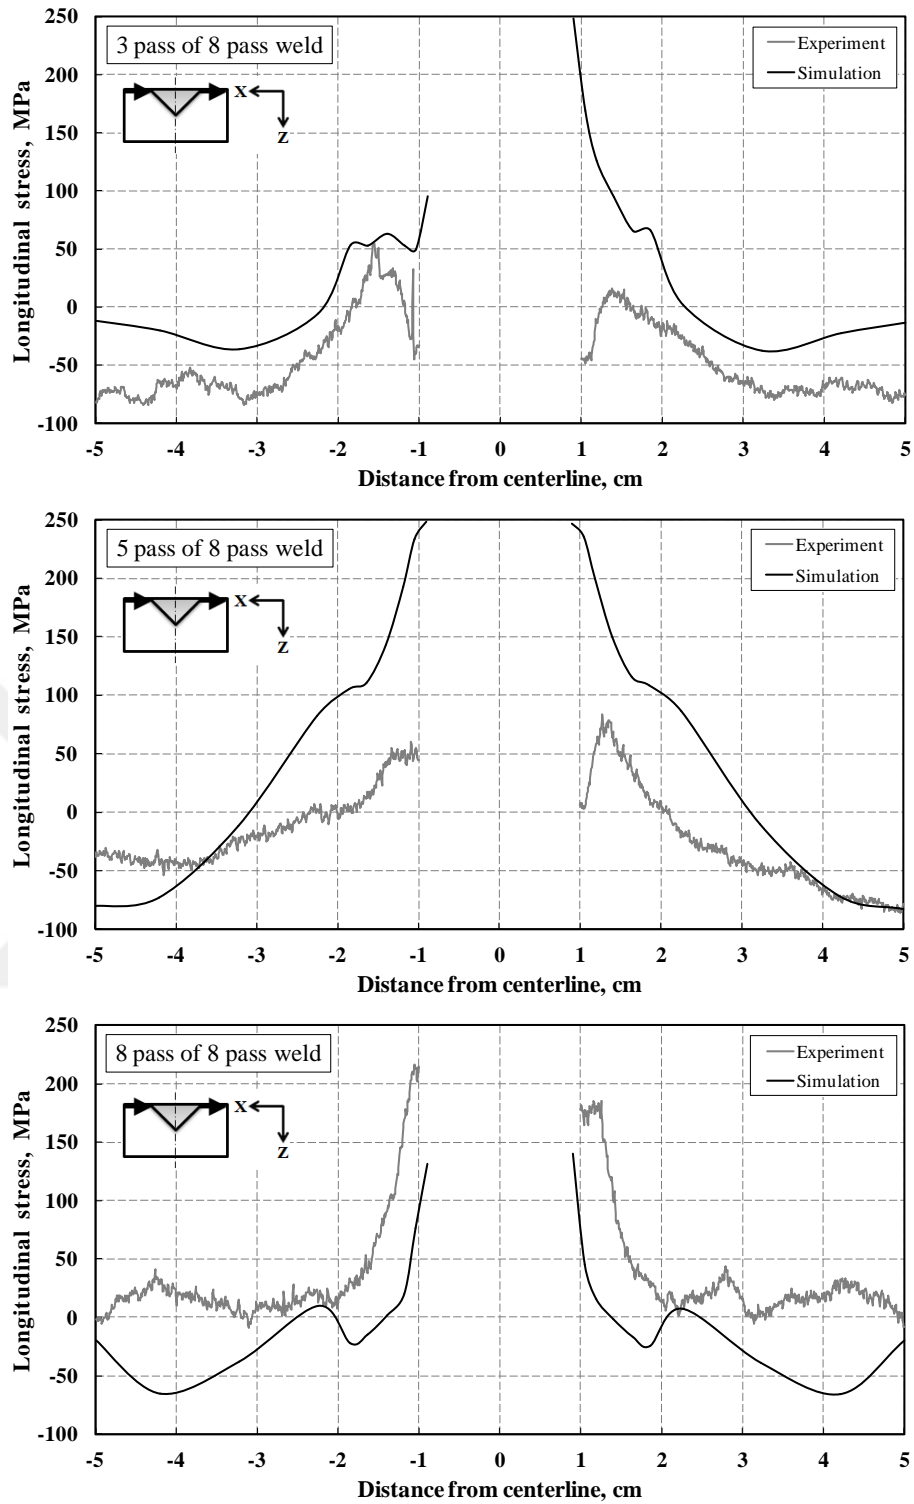 250
200
150
100
50
0
-50
-100
Longitudinal stress, MPa
3 pass of 8 pass weld
X
Z
Experiment
Simulation
-5 -4 -3 -2 -1 0 1 2 3 4 5
Distance from centerline, cm
250
200
150
100
50
0
-50
-100
Longitudinal stress, MPa
5 pass of 8 pass weld
X
Z
Experiment
Simulation
-5 -4 -3 -2 -1 0 1 2 3 4 5
Distance from centerline, cm
250
200
150
100
50
0
-50
-100
Longitudinal stress, MPa
8 pass of 8 pass weld
X
Z
Experiment
Simulation
-5 -4 -3 -2 -1 0 1 2 3 4 5
Distance from centerline, cm